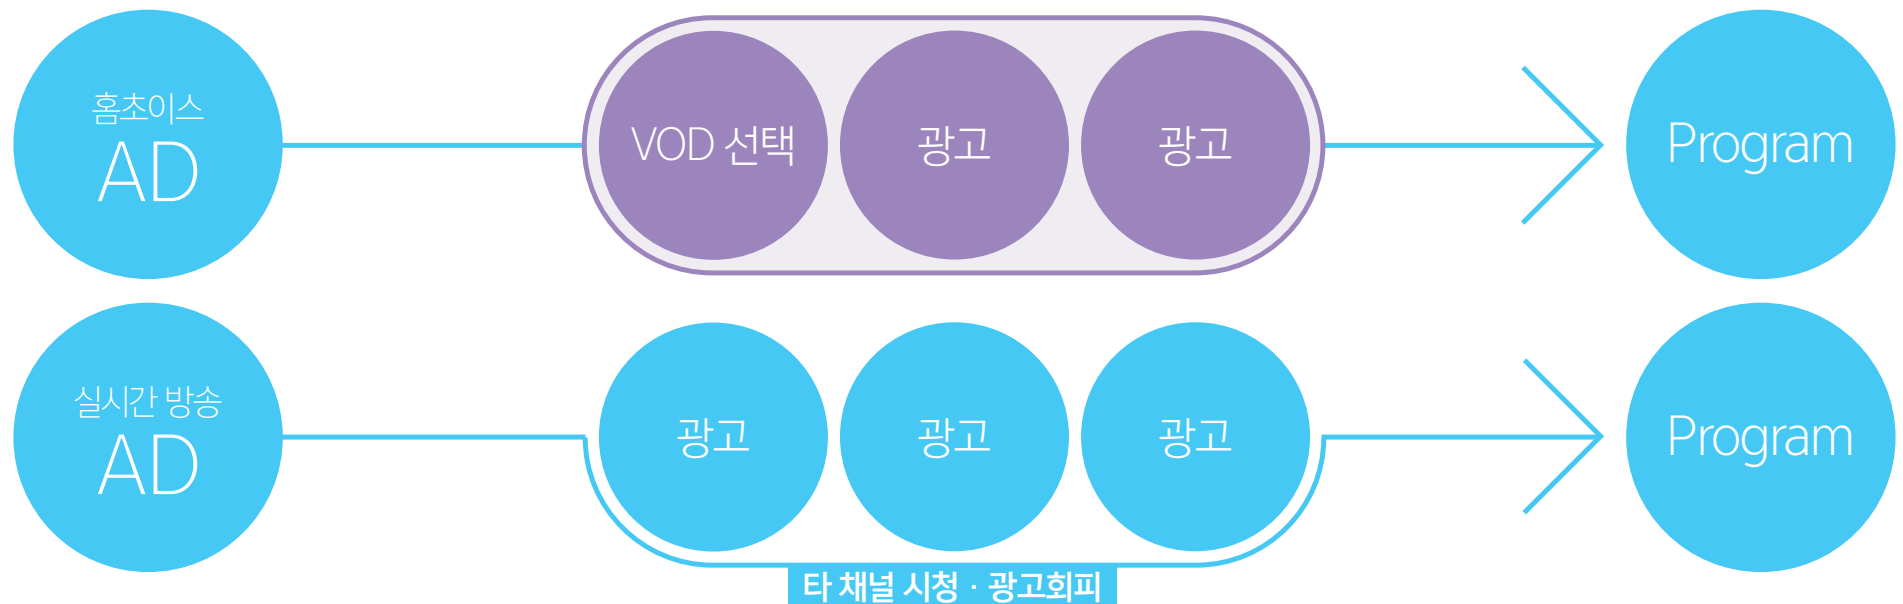 홈초이스
AD
VOD 선택
광고
광고
Program
실시간 방송
AD
광고
광고
광고
Program
타 채널 시청 · 광고회피